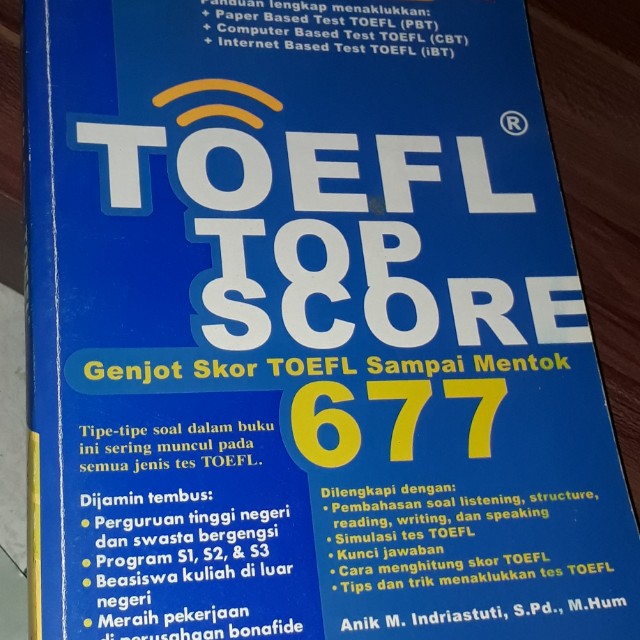 Panduan lengkap menaklukkan:
+ Paper Based Test TOEFL (PBT)
+ Computer Based Test TOEFL (CBT)
+ Internet Based Test TOEFL (iBT)
TOEFL®
TOP
SCORE
Genjot Skor TOEFL Sampai Mentok
677
Tipe-tipe soal dalam buku
ini sering muncul pada
semua jenis tes TOEFL.
Dijamin tembus:
• Perguruan tinggi negeri
dan swasta bergengsi
• Program S1, S2, & S3
• Beasiswa kuliah di luar
negeri
• Meraih pekerjaan
di perusahaan bonafide
Dilengkapi dengan:
• Pembahasan soal listening, structure,
reading, writing, dan speaking
• Simulasi tes TOEFL
• Kunci jawaban
• Cara menghitung skor TOEFL
• Tips dan trik menaklukkan tes TOEFL
Anik M. Indriastuti, S.Pd., M.Hum